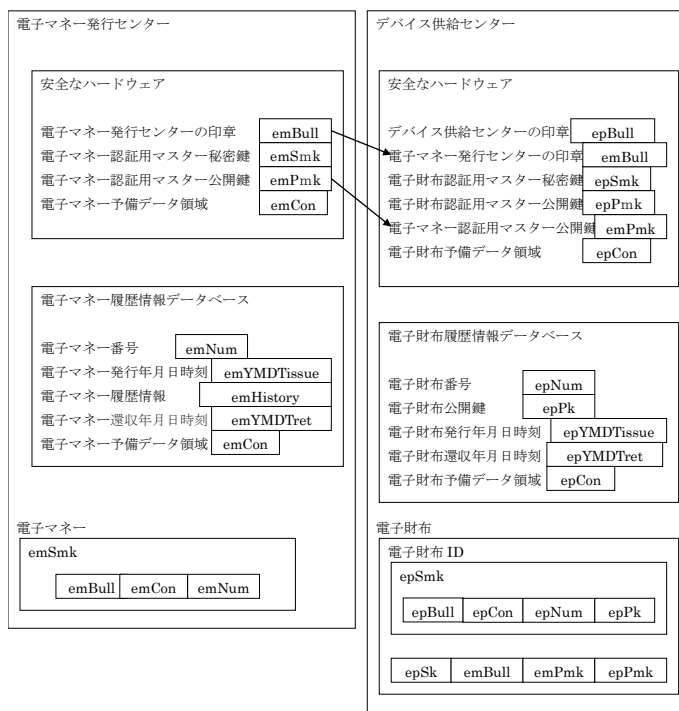 電子マネー発行センター
安全なハードウェア
電子マネー発行センターの印章 emBull
電子マネー認証用マスター秘密鍵 emSmk
電子マネー認証用マスター公開鍵 emPmk
電子マネー予備データ領域 emCon
電子マネー履歴情報データベース
電子マネー番号 emNum
電子マネー発行年月日時刻 emYMDTissue
電子マネー履歴情報 emHistory
電子マネー還収年月日時刻 emYMDTret
電子マネー予備データ領域 emCon
電子マネー
emSmk
emBull emCon emNum
デバイス供給センター
安全なハードウェア
デバイス供給センターの印章 epBull
電子マネー発行センターの印章 emBull
電子財布認証用マスター秘密鍵 epSmk
電子財布認証用マスター公開鍵 epPmk
電子マネー認証用マスター公開鍵 emPmk
電子財布予備データ領域 epCon
電子財布履歴情報データベース
電子財布番号 epNum
電子財布公開鍵 epPk
電子財布発行年月日時刻 epYMDTissue
電子財布還収年月日時刻 epYMDTret
電子財布予備データ領域 epCon
電子財布
電子財布 ID
epSmk
epBull epCon epNum epPk
epSk emBull emPmk epPmk